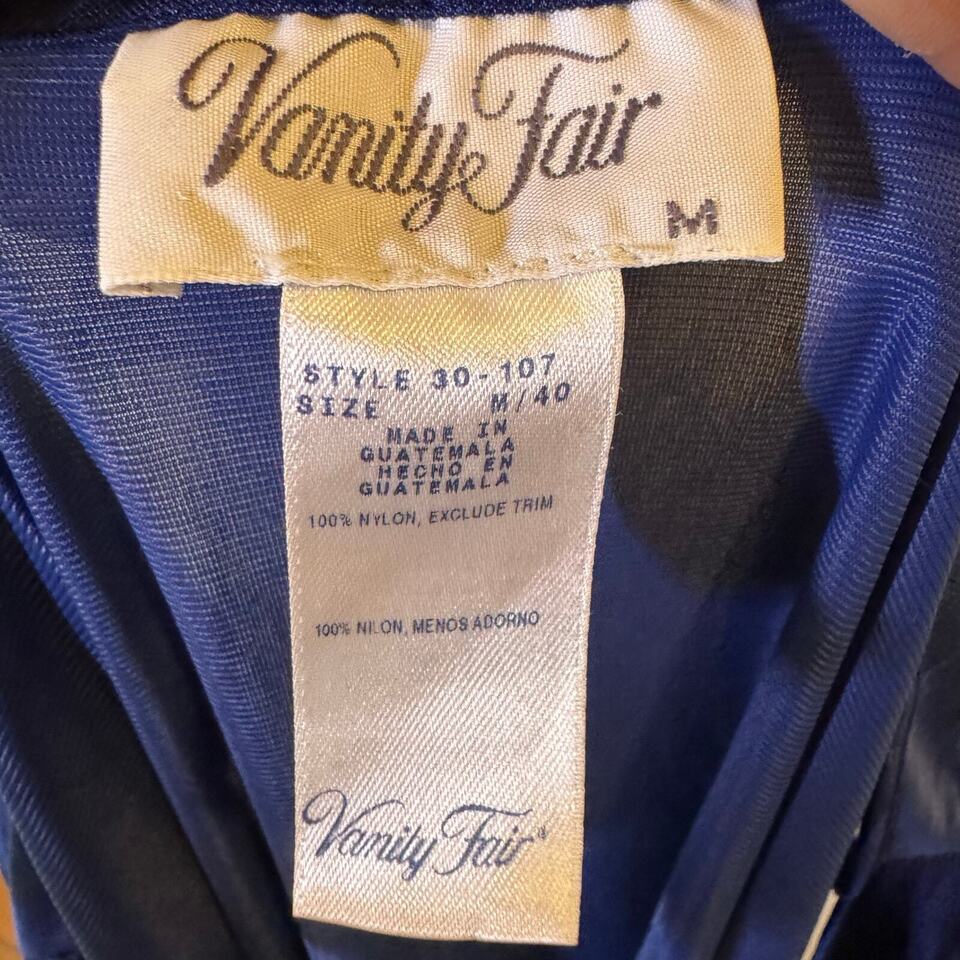 Vanity Fair
M
STYLE 30-107
SIZE M/40
MADE IN
GUATEMALA
HECHO EN
GUATEMALA
100% NYLON, EXCLUDE TRIM
100% NILON, MENOS ADORNO
Vanity Fair®